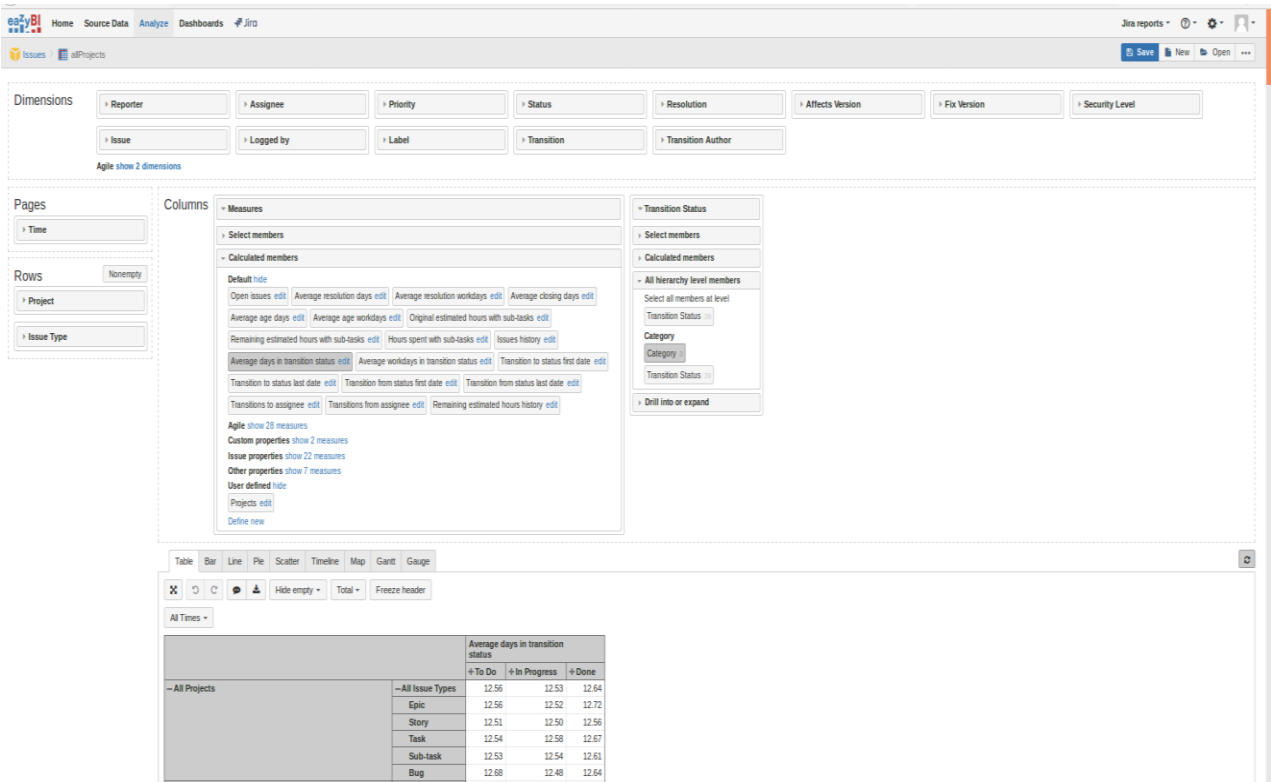 eazyBI Home Source Data Analyze Dashboards Jira Jira reports
Issues allProjects Save New Open
Dimensions Reporter Assignee Priority Status Resolution Affects Version Fix Version Security Level
Issue Logged by Label Transition Transition Author
Agile show 2 dimensions
Pages
Time
Rows Nonempty
Project
Issue Type
Columns Measures
Select members
Calculated members
Default hide
Open issues edit Average resolution days edit Average resolution workdays edit Average closing days edit
Average age days edit Average age workdays edit Original estimated hours with sub-tasks edit
Remaining estimated hours with sub-tasks edit Hours spent with sub-tasks edit Issues history edit
Average days in transition status edit Average workdays in transition status edit Transition to status first date edit
Transition to status last date edit Transition from status first date edit Transition from status last date edit
Transitions to assignee edit Transitions from assignee edit Remaining estimated hours history edit
Agile show 28 measures
Custom properties show 2 measures
Issue properties show 22 measures
Other properties show 7 measures
User defined hide
Projects edit
Define new
Transition Status
Select members
Calculated members
All hierarchy level members
Select all members at level
Transition Status
Category
Category 3
Transition Status
Drill into or expand
Table Bar Line Pie Scatter Timeline Map Gantt Gauge
Hide empty Total Freeze header
All Times
Average days in transition
status
+To Do +In Progress +Done
–All Projects –All Issue Types 12.56 12.53 12.64
Epic 12.56 12.52 12.72
Story 12.51 12.50 12.56
Task 12.54 12.58 12.67
Sub-task 12.53 12.54 12.61
Bug 12.68 12.48 12.64